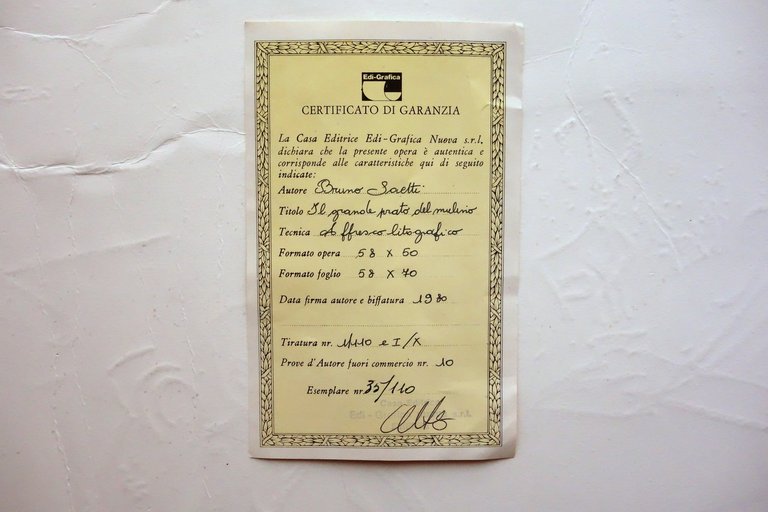 Edi-Grafica
CERTIFICATO DI GARANZIA
La Casa Editrice Edi-Grafica Nuova s.r.l.
dichiara che la presente opera è autentica e
corrisponde alle caratteristiche qui di seguito
indicate:
Autore Bruno Saetti
Titolo Il grande prato del mulino
Tecnica affresco litografico
Formato opera 58 x 50
Formato foglio 58 x 70
Data firma autore e biffatura 1980
Tiratura nr. 1/110 e I/X
Prove d'Autore fuori commercio nr. 10
Esemplare nr. 35/110